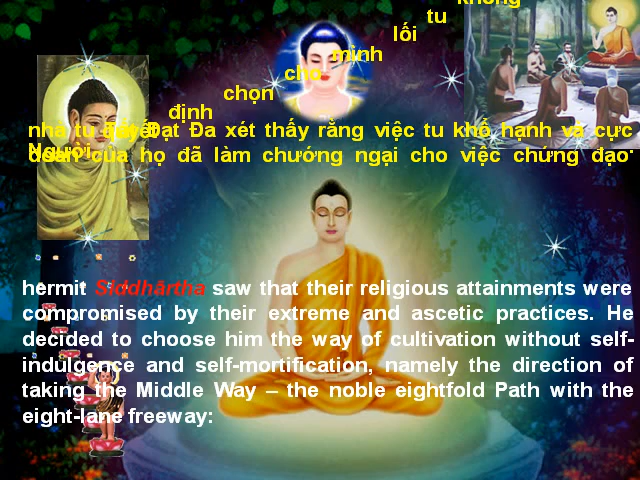 không
tu
lối
mình
cho
chọn
định
nhà tu Tất Đạt Đa xét thấy rằng việc tu khổ hạnh và cực
đoan của họ đã làm chướng ngại cho việc chứng đạo.
Người
hermit Siddhārtha saw that their religious attainments were
compromised by their extreme and ascetic practices. He
decided to choose him the way of cultivation without self-
indulgence and self-mortification, namely the direction of
taking the Middle Way – the noble eightfold Path with the
eight-lane freeway: